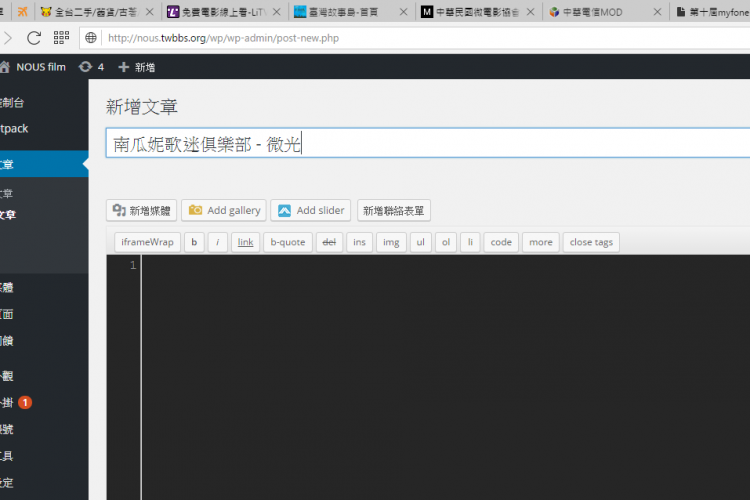 全台二手/舊貨/古著
免費電影線上看-LiTV
臺灣故事島-首頁
中華民國微電影協會
中華電信MOD
第十屆myfone
http://nous.twbbs.org/wp/wp-admin/post-new.php
NOUS film
4
新增
控制台
tpack
文章
文章
文章
媒體
頁面
回饋
外觀
外掛 1
帳號
工具
設定
新增文章
南瓜妮歌迷俱樂部 - 微光
新增媒體
Add gallery
Add slider
新增聯絡表單
iframeWrap
b
i
link
b-quote
del
ins
img
ul
ol
li
code
more
close tags
1